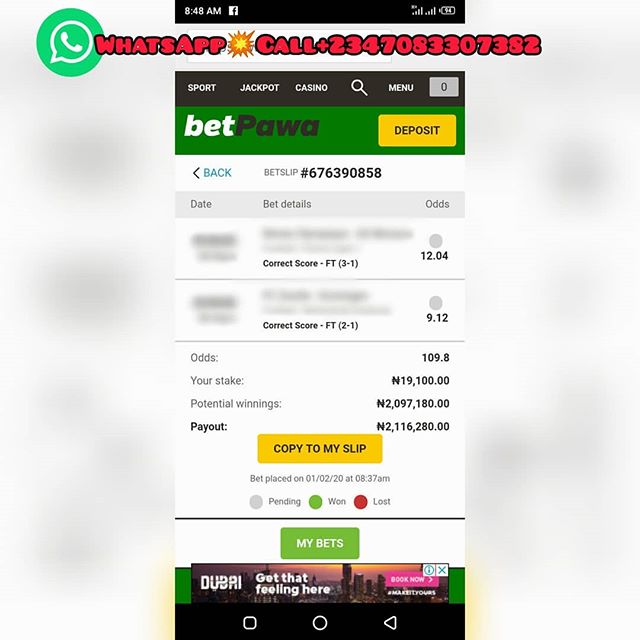 8:48 AM
94
WhatsApp💥Call+2347083307382
SPORT JACKPOT CASINO MENU 0
betPawa DEPOSIT
BACK BETSLIP #676390858
Date Bet details Odds
12.04
Correct Score - FT (3-1)
9.12
Correct Score - FT (2-1)
Odds: 109.8
Your stake: ₦19,100.00
Potential winnings: ₦2,097,180.00
Payout: ₦2,116,280.00
COPY TO MY SLIP
Bet placed on 01/02/20 at 08:37am
Pending Won Lost
MY BETS
DUBAI Get that BOOK NOW
feeling here #MAKEITYOURS